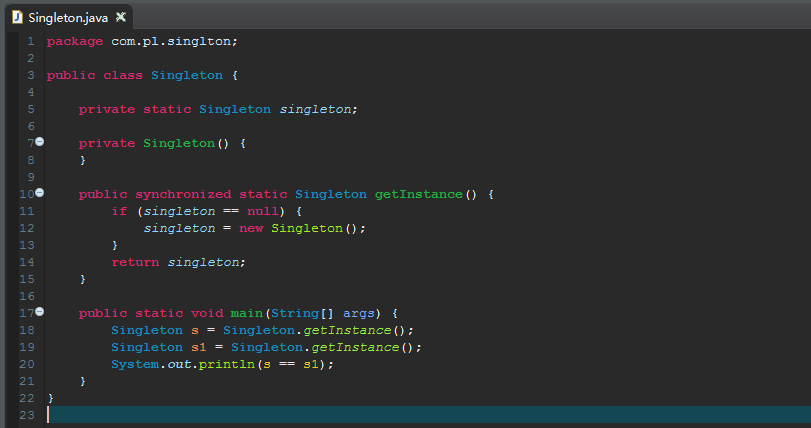 Singleton.java
1 package com.pl.singlton;
2
3 public class Singleton {
4
5     private static Singleton singleton;
6
7     private Singleton() {
8     }
9
10     public synchronized static Singleton getInstance() {
11         if (singleton == null) {
12             singleton = new Singleton();
13         }
14         return singleton;
15     }
16
17     public static void main(String[] args) {
18         Singleton s = Singleton.getInstance();
19         Singleton s1 = Singleton.getInstance();
20         System.out.println(s == s1);
21     }
22 }
23